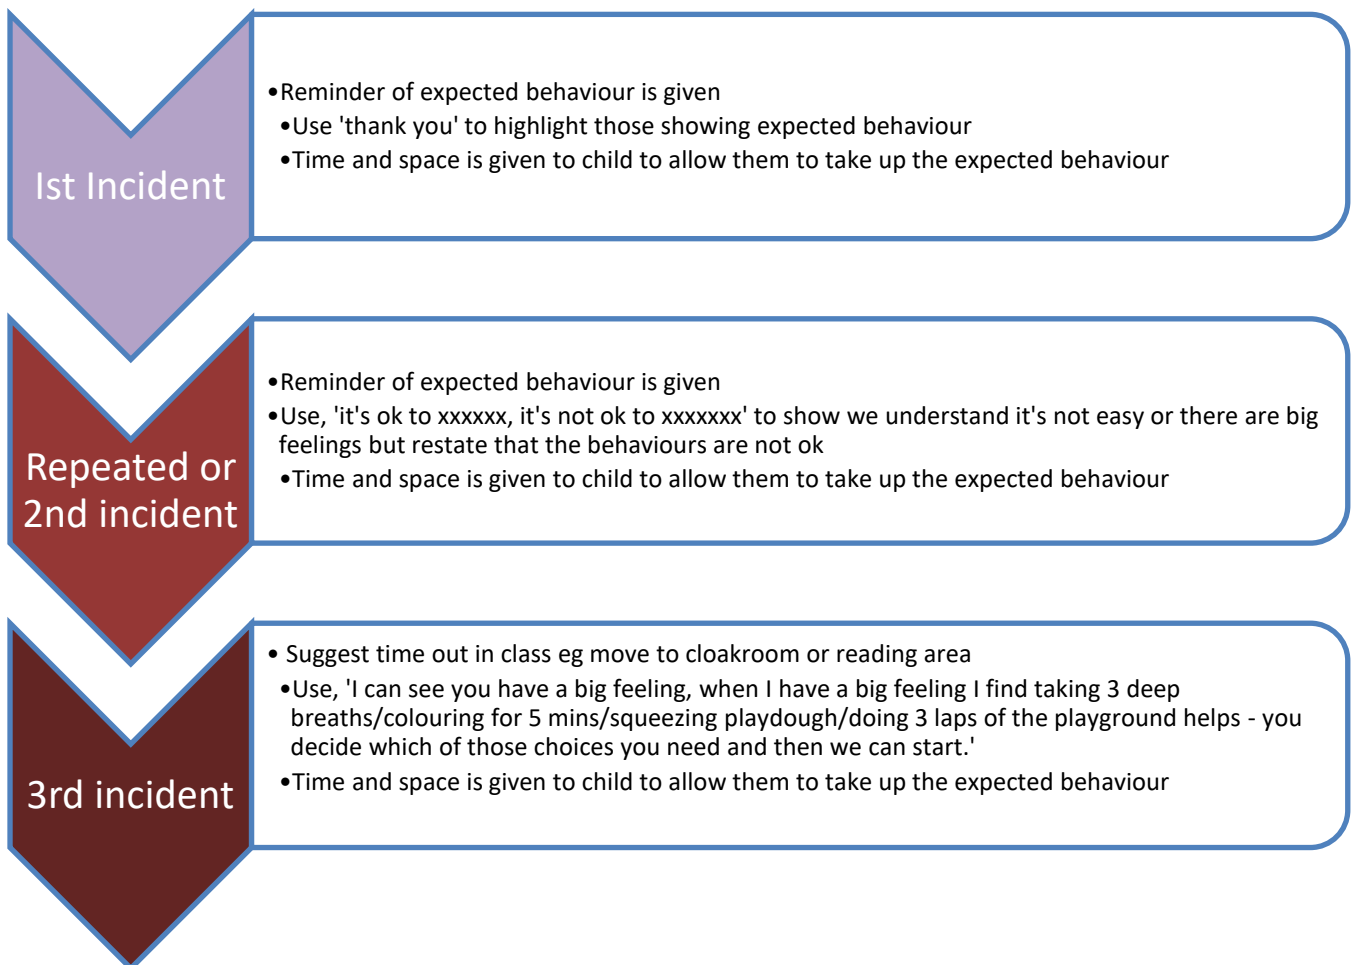 Ist Incident
•Reminder of expected behaviour is given
•Use 'thank you' to highlight those showing expected behaviour
•Time and space is given to child to allow them to take up the expected behaviour
Repeated or
2nd incident
•Reminder of expected behaviour is given
•Use, 'it's ok to xxxxxx, it's not ok to xxxxxxx' to show we understand it's not easy or there are big
feelings but restate that the behaviours are not ok
•Time and space is given to child to allow them to take up the expected behaviour
3rd incident
• Suggest time out in class eg move to cloakroom or reading area
•Use, 'I can see you have a big feeling, when I have a big feeling I find taking 3 deep
breaths/colouring for 5 mins/squeezing playdough/doing 3 laps of the playground helps - you
decide which of those choices you need and then we can start.'
•Time and space is given to child to allow them to take up the expected behaviour